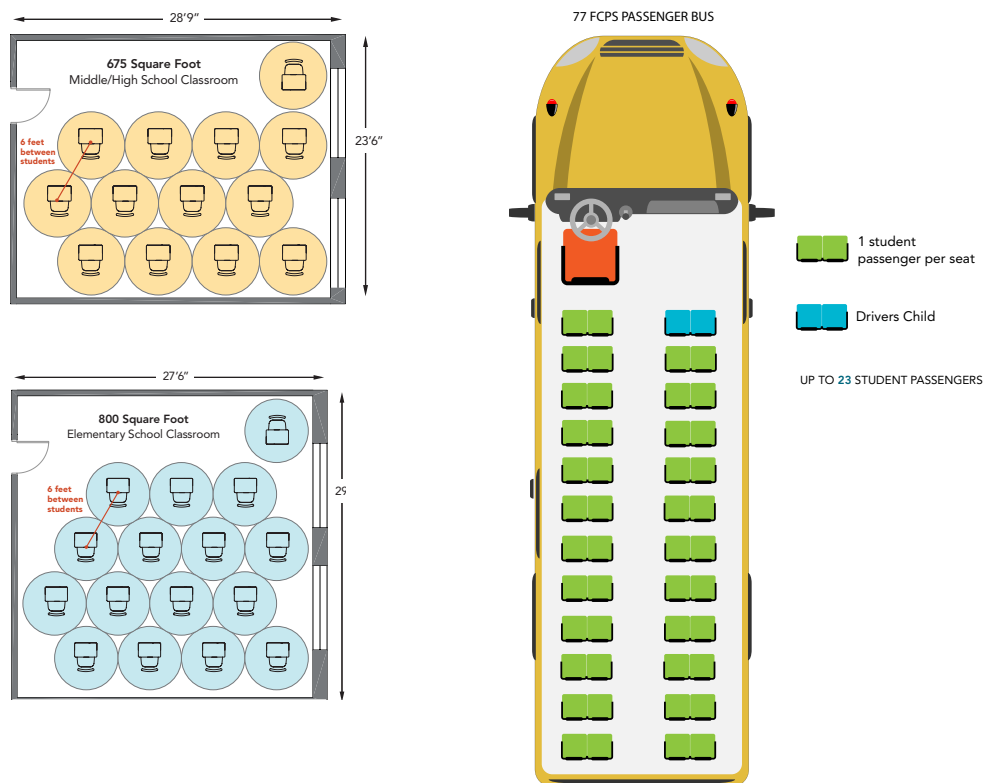 28'9"
675 Square Foot
Middle/High School Classroom
6 feet
between
students
23'6"
27'6"
800 Square Foot
Elementary School Classroom
6 feet
between
students
29
77 FCPS PASSENGER BUS
1 student
passenger per seat
Drivers Child
UP TO 23 STUDENT PASSENGERS